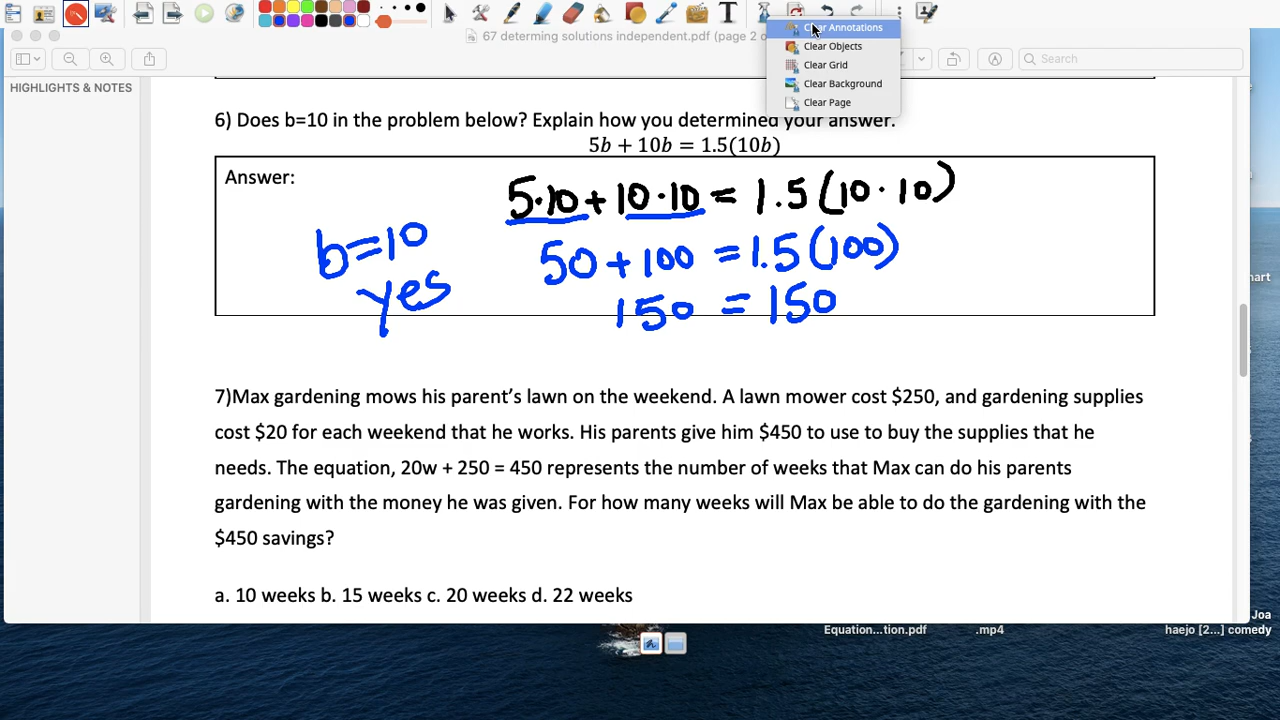 67 determing solutions independent.pdf (page 2 o
Clear Annotations
Clear Objects
Clear Grid
Clear Background
Clear Page
Search
HIGHLIGHTS & NOTES
6) Does b=10 in the problem below? Explain how you determined your answer.
5b + 10b = 1.5(10b)
Answer:
5·10 + 10·10 = 1.5(10·10)
b=10
50 + 100 = 1.5(100)
yes
150 = 150
7)Max gardening mows his parent's lawn on the weekend. A lawn mower cost $250, and gardening supplies
cost $20 for each weekend that he works. His parents give him $450 to use to buy the supplies that he
needs. The equation, 20w + 250 = 450 represents the number of weeks that Max can do his parents
gardening with the money he was given. For how many weeks will Max be able to do the gardening with the
$450 savings?
a. 10 weeks b. 15 weeks c. 20 weeks d. 22 weeks
Equation...tion.pdf
.mp4
Joa
haejo [2...] comedy